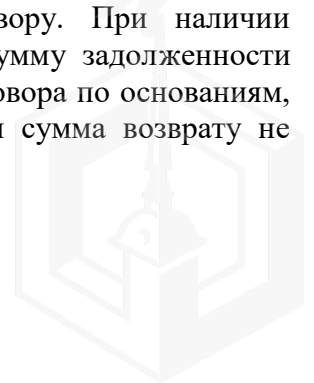 вору. При наличии
умму задолженности
овора по основаниям,
сумма возврату не